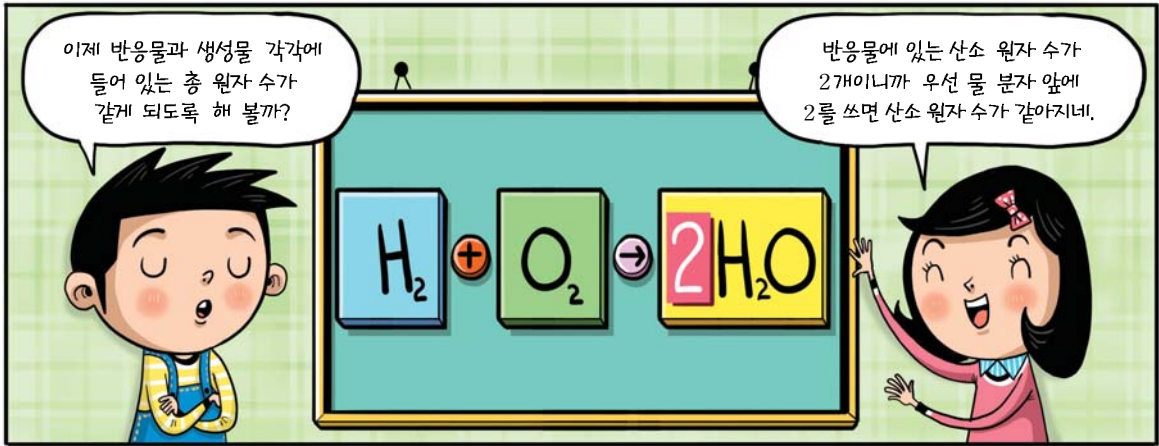 이제 반응물과 생성물 각각에
들어 있는 총 원자 수가
같게 되도록 해 볼까?
반응물에 있는 산소 원자 수가
2개이니까 우선 물 분자 앞에
2를 쓰면 산소 원자 수가 같아지네.
H₂ + O₂ → 2H₂O